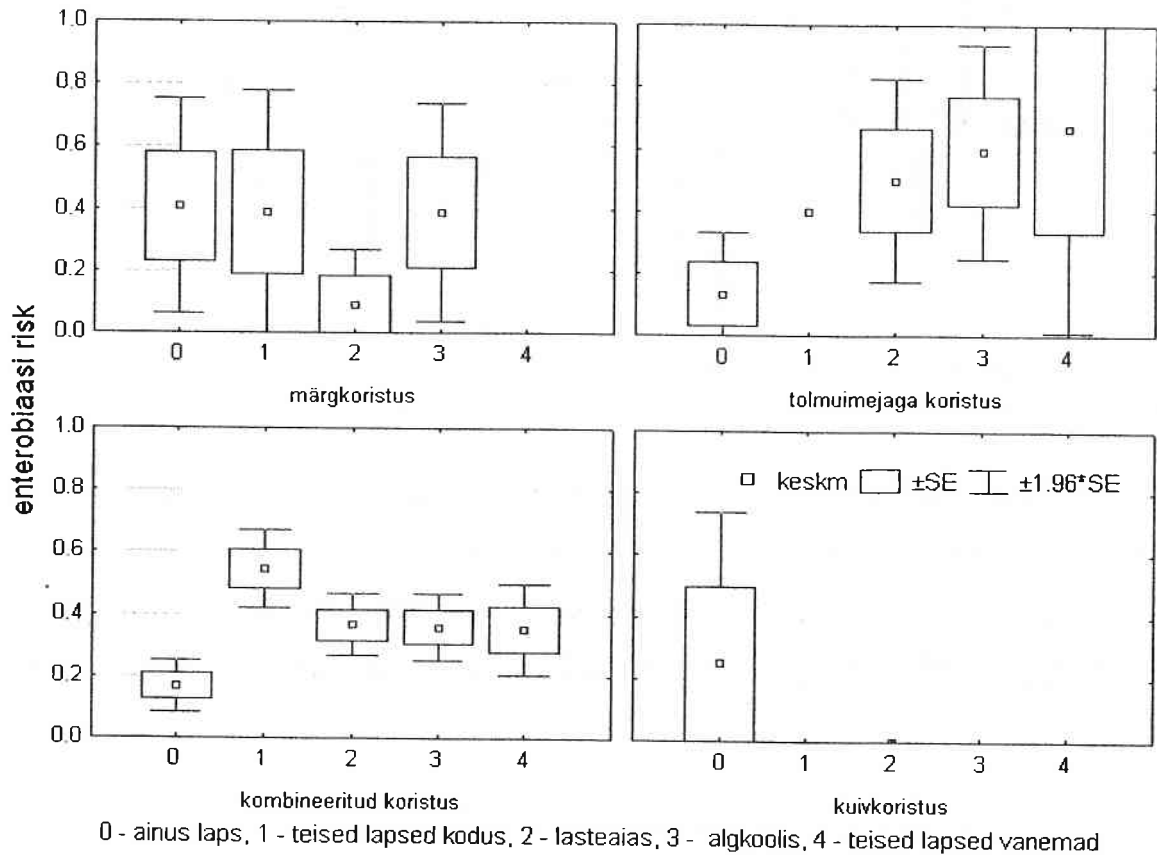 enterobiaasi risk
1.0
0.8
0.6
0.4
0.2
0.0
0 1 2 3 4
märgkoristus
0 1 2 3 4
tolmuimejaga koristus
1.0
0.8
0.6
0.4
0.2
0.0
0 1 2 3 4
kombineeritud koristus
keskm ±SE ±1.96*SE
0 1 2 3 4
kuivkoristus
0 - ainus laps, 1 - teised lapsed kodus, 2 - lasteaias, 3 - algkoolis, 4 - teised lapsed vanemad